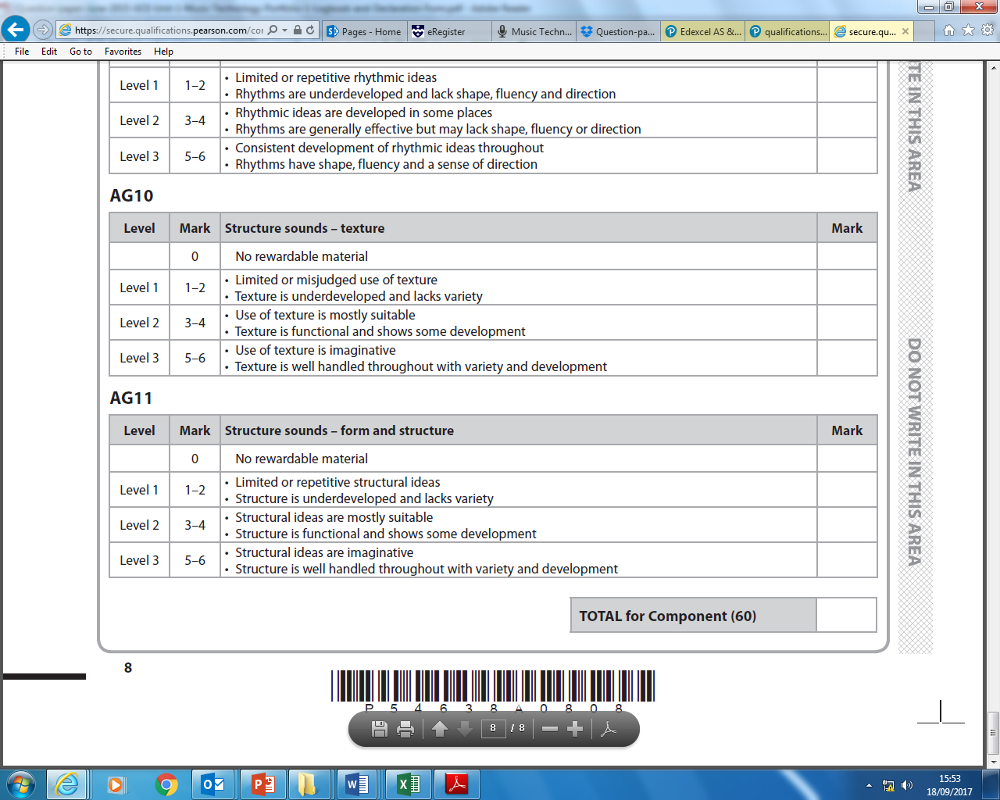 https://secure.qualifications.pearson.com/cor
Pages - Home
eRegister
Music Techn...
Question-pa...
Edexcel AS &...
qualifications...
secure.qu...
File Edit Go to Favorites Help
Level 1 1–2 • Limited or repetitive rhythmic ideas
• Rhythms are underdeveloped and lack shape, fluency and direction
Level 2 3–4 • Rhythmic ideas are developed in some places
• Rhythms are generally effective but may lack shape, fluency or direction
Level 3 5–6 • Consistent development of rhythmic ideas throughout
• Rhythms have shape, fluency and a sense of direction
AG10
Level Mark Structure sounds – texture Mark
0 No rewardable material
Level 1 1–2 • Limited or misjudged use of texture
• Texture is underdeveloped and lacks variety
Level 2 3–4 • Use of texture is mostly suitable
• Texture is functional and shows some development
Level 3 5–6 • Use of texture is imaginative
• Texture is well handled throughout with variety and development
AG11
Level Mark Structure sounds – form and structure Mark
0 No rewardable material
Level 1 1–2 • Limited or repetitive structural ideas
• Structure is underdeveloped and lacks variety
Level 2 3–4 • Structural ideas are mostly suitable
• Structure is functional and shows some development
Level 3 5–6 • Structural ideas are imaginative
• Structure is well handled throughout with variety and development
TOTAL for Component (60)
8
P 5 4 6 3 8 A 0 8 0 8
8 / 8
TE IN THIS AREA
DO NOT WRITE IN THIS AREA
15:53
18/09/2017